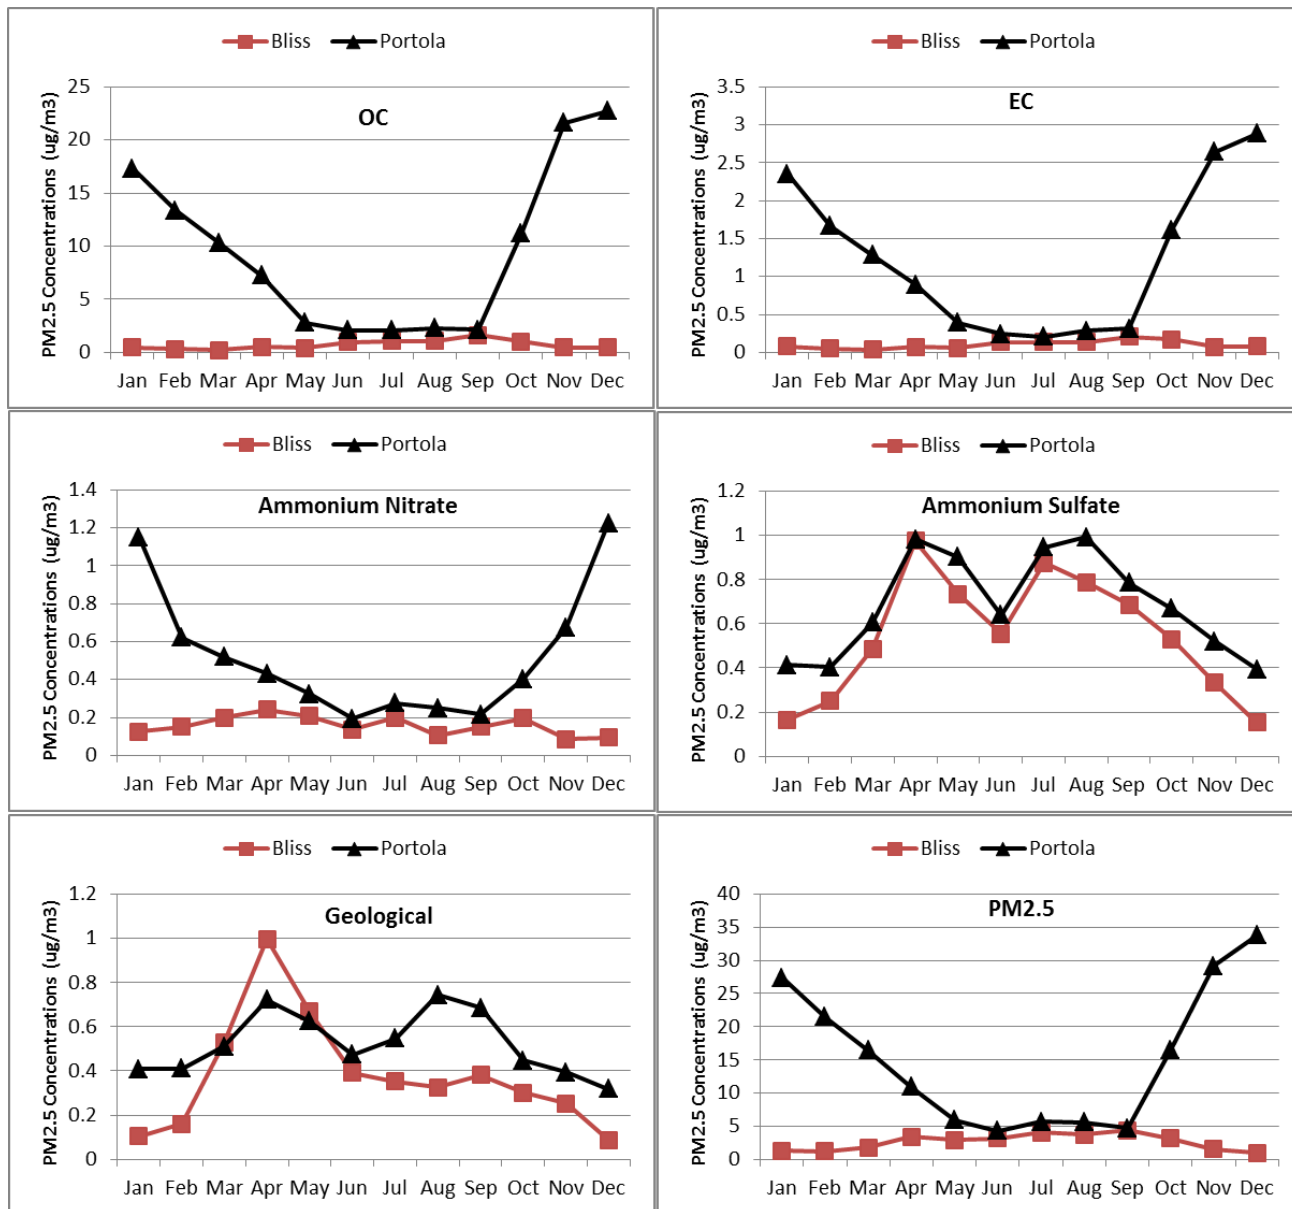 Bliss Portola
OC
PM2.5 Concentrations (ug/m3)
25
20
15
10
5
0
Jan Feb Mar Apr May Jun Jul Aug Sep Oct Nov Dec
Bliss Portola
EC
PM2.5 Concentrations (ug/m3)
3.5
3
2.5
2
1.5
1
0.5
0
Jan Feb Mar Apr May Jun Jul Aug Sep Oct Nov Dec
Bliss Portola
Ammonium Nitrate
PM2.5 Concentrations (ug/m3)
1.4
1.2
1
0.8
0.6
0.4
0.2
0
Jan Feb Mar Apr May Jun Jul Aug Sep Oct Nov Dec
Bliss Portola
Ammonium Sulfate
PM2.5 Concentrations (ug/m3)
1.2
1
0.8
0.6
0.4
0.2
0
Jan Feb Mar Apr May Jun Jul Aug Sep Oct Nov Dec
Bliss Portola
Geological
PM2.5 Concentrations (ug/m3)
1.2
1
0.8
0.6
0.4
0.2
0
Jan Feb Mar Apr May Jun Jul Aug Sep Oct Nov Dec
Bliss Portola
PM2.5
PM2.5 Concentrations (ug/m3)
40
35
30
25
20
15
10
5
0
Jan Feb Mar Apr May Jun Jul Aug Sep Oct Nov Dec